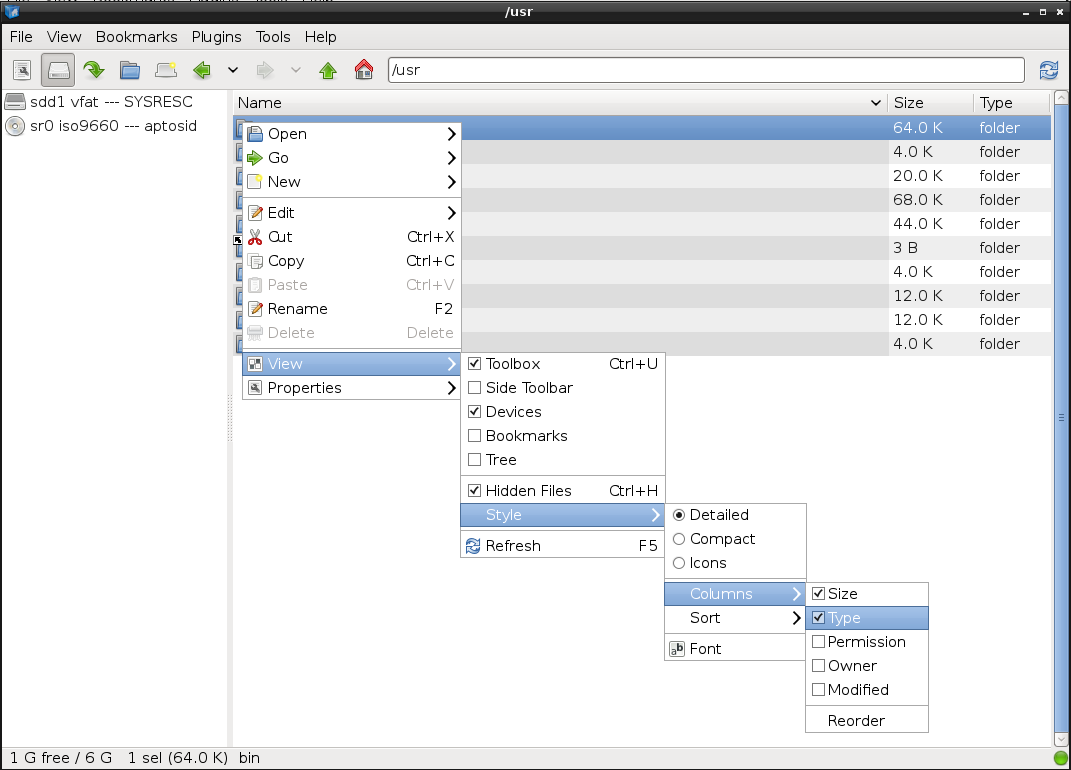 /usr
File View Bookmarks Plugins Tools Help
/usr
sdd1 vfat --- SYSRESC
sr0 iso9660 --- aptosid
Name Size Type
64.0 K folder
4.0 K folder
20.0 K folder
68.0 K folder
44.0 K folder
3 B folder
4.0 K folder
12.0 K folder
12.0 K folder
4.0 K folder
Open
Go
New
Edit
Cut Ctrl+X
Copy Ctrl+C
Paste Ctrl+V
Rename F2
Delete Delete
View
Properties
Toolbox Ctrl+U
Side Toolbar
Devices
Bookmarks
Tree
Hidden Files Ctrl+H
Style
Refresh F5
Detailed
Compact
Icons
Columns
Sort
ab Font
Size
Type
Permission
Owner
Modified
Reorder
1 G free / 6 G 1 sel (64.0 K) bin